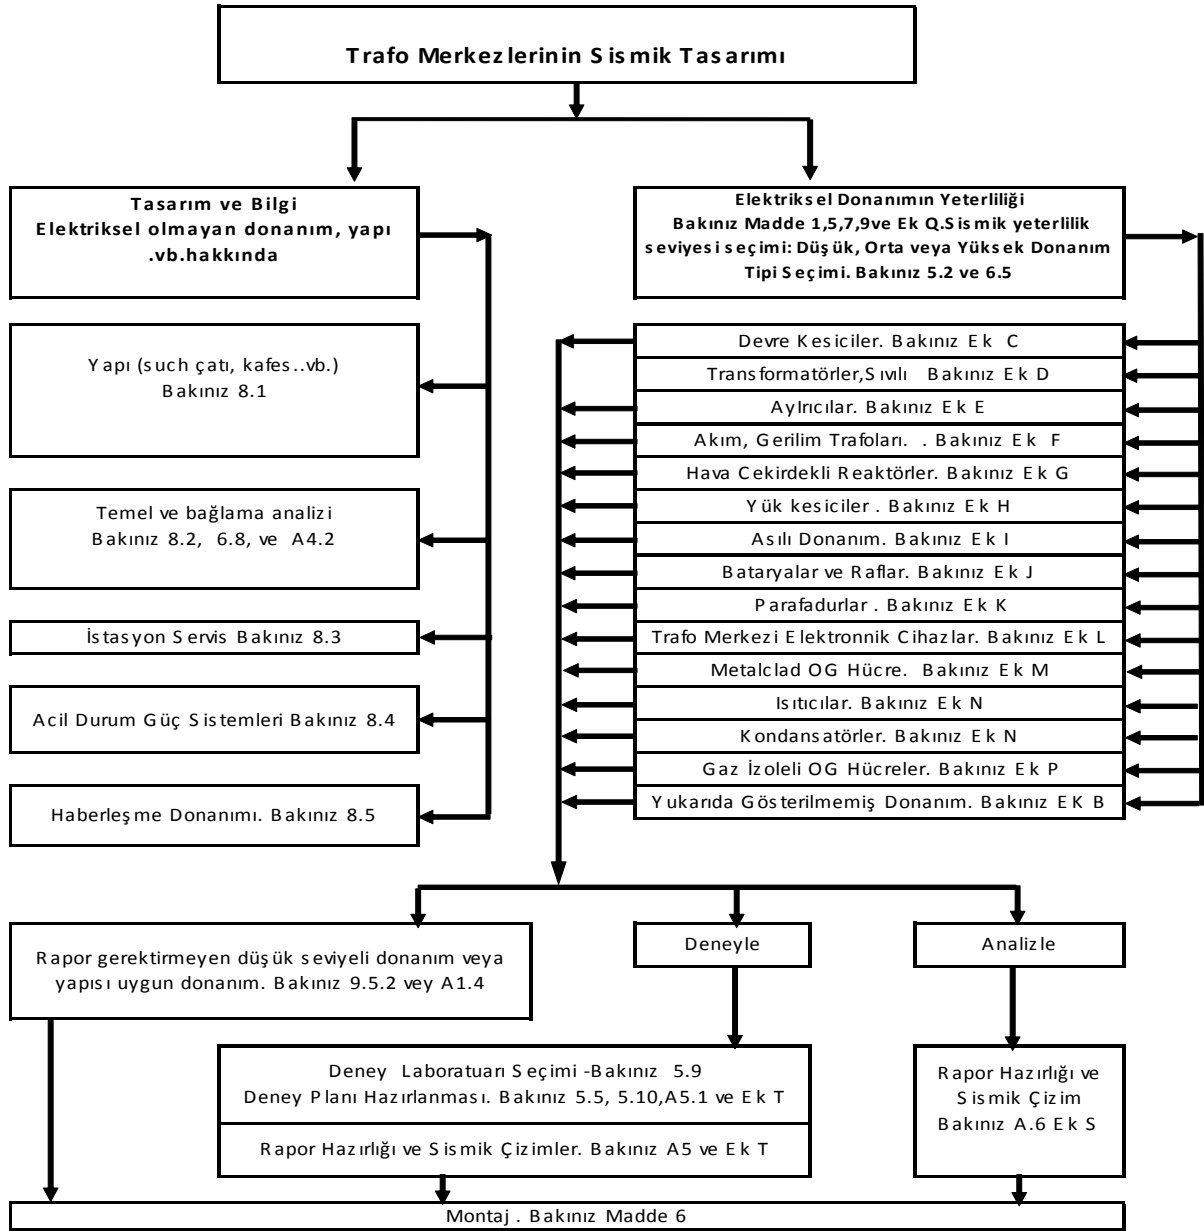 Trafo Merkezlerinin Sismik Tasarımı
Tasarım ve Bilgi
Elektriksel olmayan donanım, yapı
.vb.hakkında
Elektriksel Donanımın Yeterliliği
Bakınız Madde 1,5,7,9ve Ek Q.Sismik yeterlilik
seviyesi seçimi: Düşük, Orta veya Yüksek Donanım
Tipi Seçimi. Bakınız 5.2 ve 6.5
Yapı (such çatı, kafes..vb.)
Bakınız 8.1
Temel ve bağlama analizi
Bakınız 8.2, 6.8, ve A4.2
İstasyon Servis Bakınız 8.3
Acil Durum Güç Sistemleri Bakınız 8.4
Haberleşme Donanımı. Bakınız 8.5
Devre Kesiciler. Bakınız Ek C
Transformatörler,Sıvılı Bakınız Ek D
AyIrıcılar. Bakınız Ek E
Akım, Gerilim Trafoları. . Bakınız Ek F
Hava Cekirdekli Reaktörler. Bakınız Ek G
Yük kesiciler . Bakınız Ek H
Asılı Donanım. Bakınız Ek I
Bataryalar ve Raflar. Bakınız Ek J
Parafadurlar . Bakınız Ek K
Trafo Merkezi Elektronnik Cihazlar. Bakınız Ek L
Metalclad OG Hücre. Bakınız Ek M
Isıtıcılar. Bakınız Ek N
Kondansatörler. Bakınız Ek N
Gaz İzoleli OG Hücreler. Bakınız Ek P
Yukarıda Gösterilmemiş Donanım. Bakınız EK B
Rapor gerektirmeyen düşük seviyeli donanım veya
yapısı uygun donanım. Bakınız 9.5.2 vey A1.4
Deneyle
Analizle
Deney Laboratuarı Seçimi -Bakınız 5.9
Deney Planı Hazırlanması. Bakınız 5.5, 5.10,A5.1 ve Ek T
Rapor Hazırlığı ve Sismik Çizimler. Bakınız A5 ve Ek T
Rapor Hazırlığı ve
Sismik Çizim
Bakınız A.6 Ek S
Montaj . Bakınız Madde 6